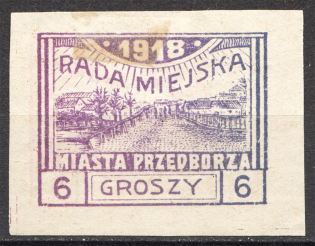 · 1918 ·
RADA MIEJSKA
MIASTA PRZEDBORZA
6 GROSZY 6